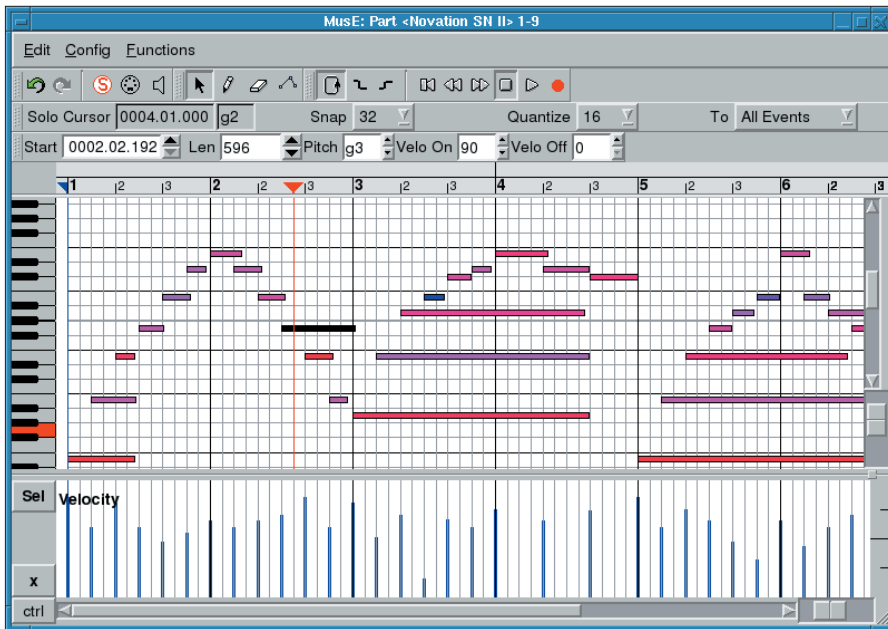 MusE: Part <Novation SN II> 1-9
Edit Config Functions
S
Solo Cursor 0004.01.000 g2 Snap 32 Quantize 16 To All Events
Start 0002.02.192 Len 596 Pitch g3 Velo On 90 Velo Off 0
1 2 3 2 2 3 3 2 3 4 2 3 5 2 3 6 2 3
Sel Velocity
x
ctrl